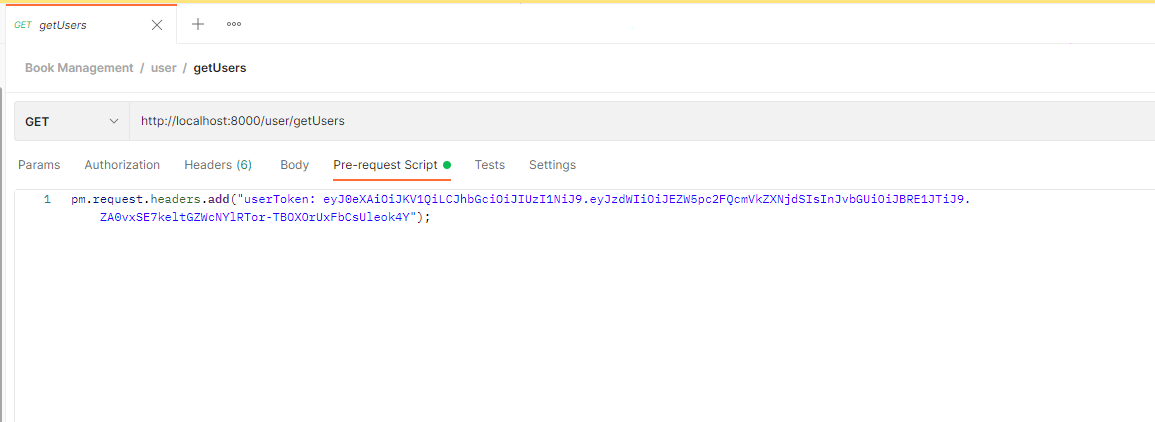 GET getUsers
Book Management / user / getUsers
GET http://localhost:8000/user/getUsers
Params Authorization Headers (6) Body Pre-request Script Tests Settings
1 pm.request.headers.add("userToken: eyJ0eXAiOiJKV1QiLCJhbGciOiJIUzI1NiJ9.eyJzdWIiOiJEZW5pc2FQcmVkZXNjdSIsInJvbGUiOiJBRE1JTiJ9.
ZA0vxSE7keltGZWcNYlRTor-TBOXOrUxFbCsUleok4Y");